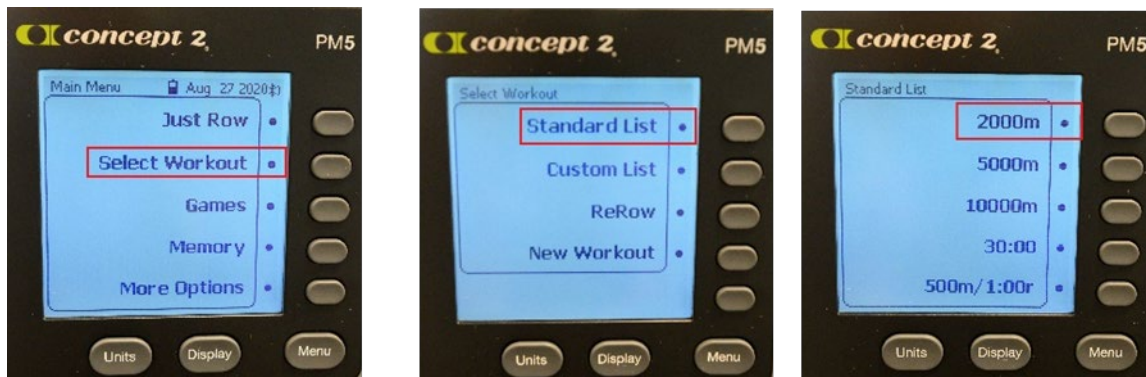 concept 2.
PM5
Main Menu Aug 27 2020
Just Row
Select Workout
Games
Memory
More Options
Units
Display
Menu
concept 2.
PM5
Select Workout
Standard List
Custom List
ReRow
New Workout
Units
Display
Menu
concept 2.
PM5
Standard List
2000m
5000m
10000m
30:00
500m/1:00r
Units
Display
Menu